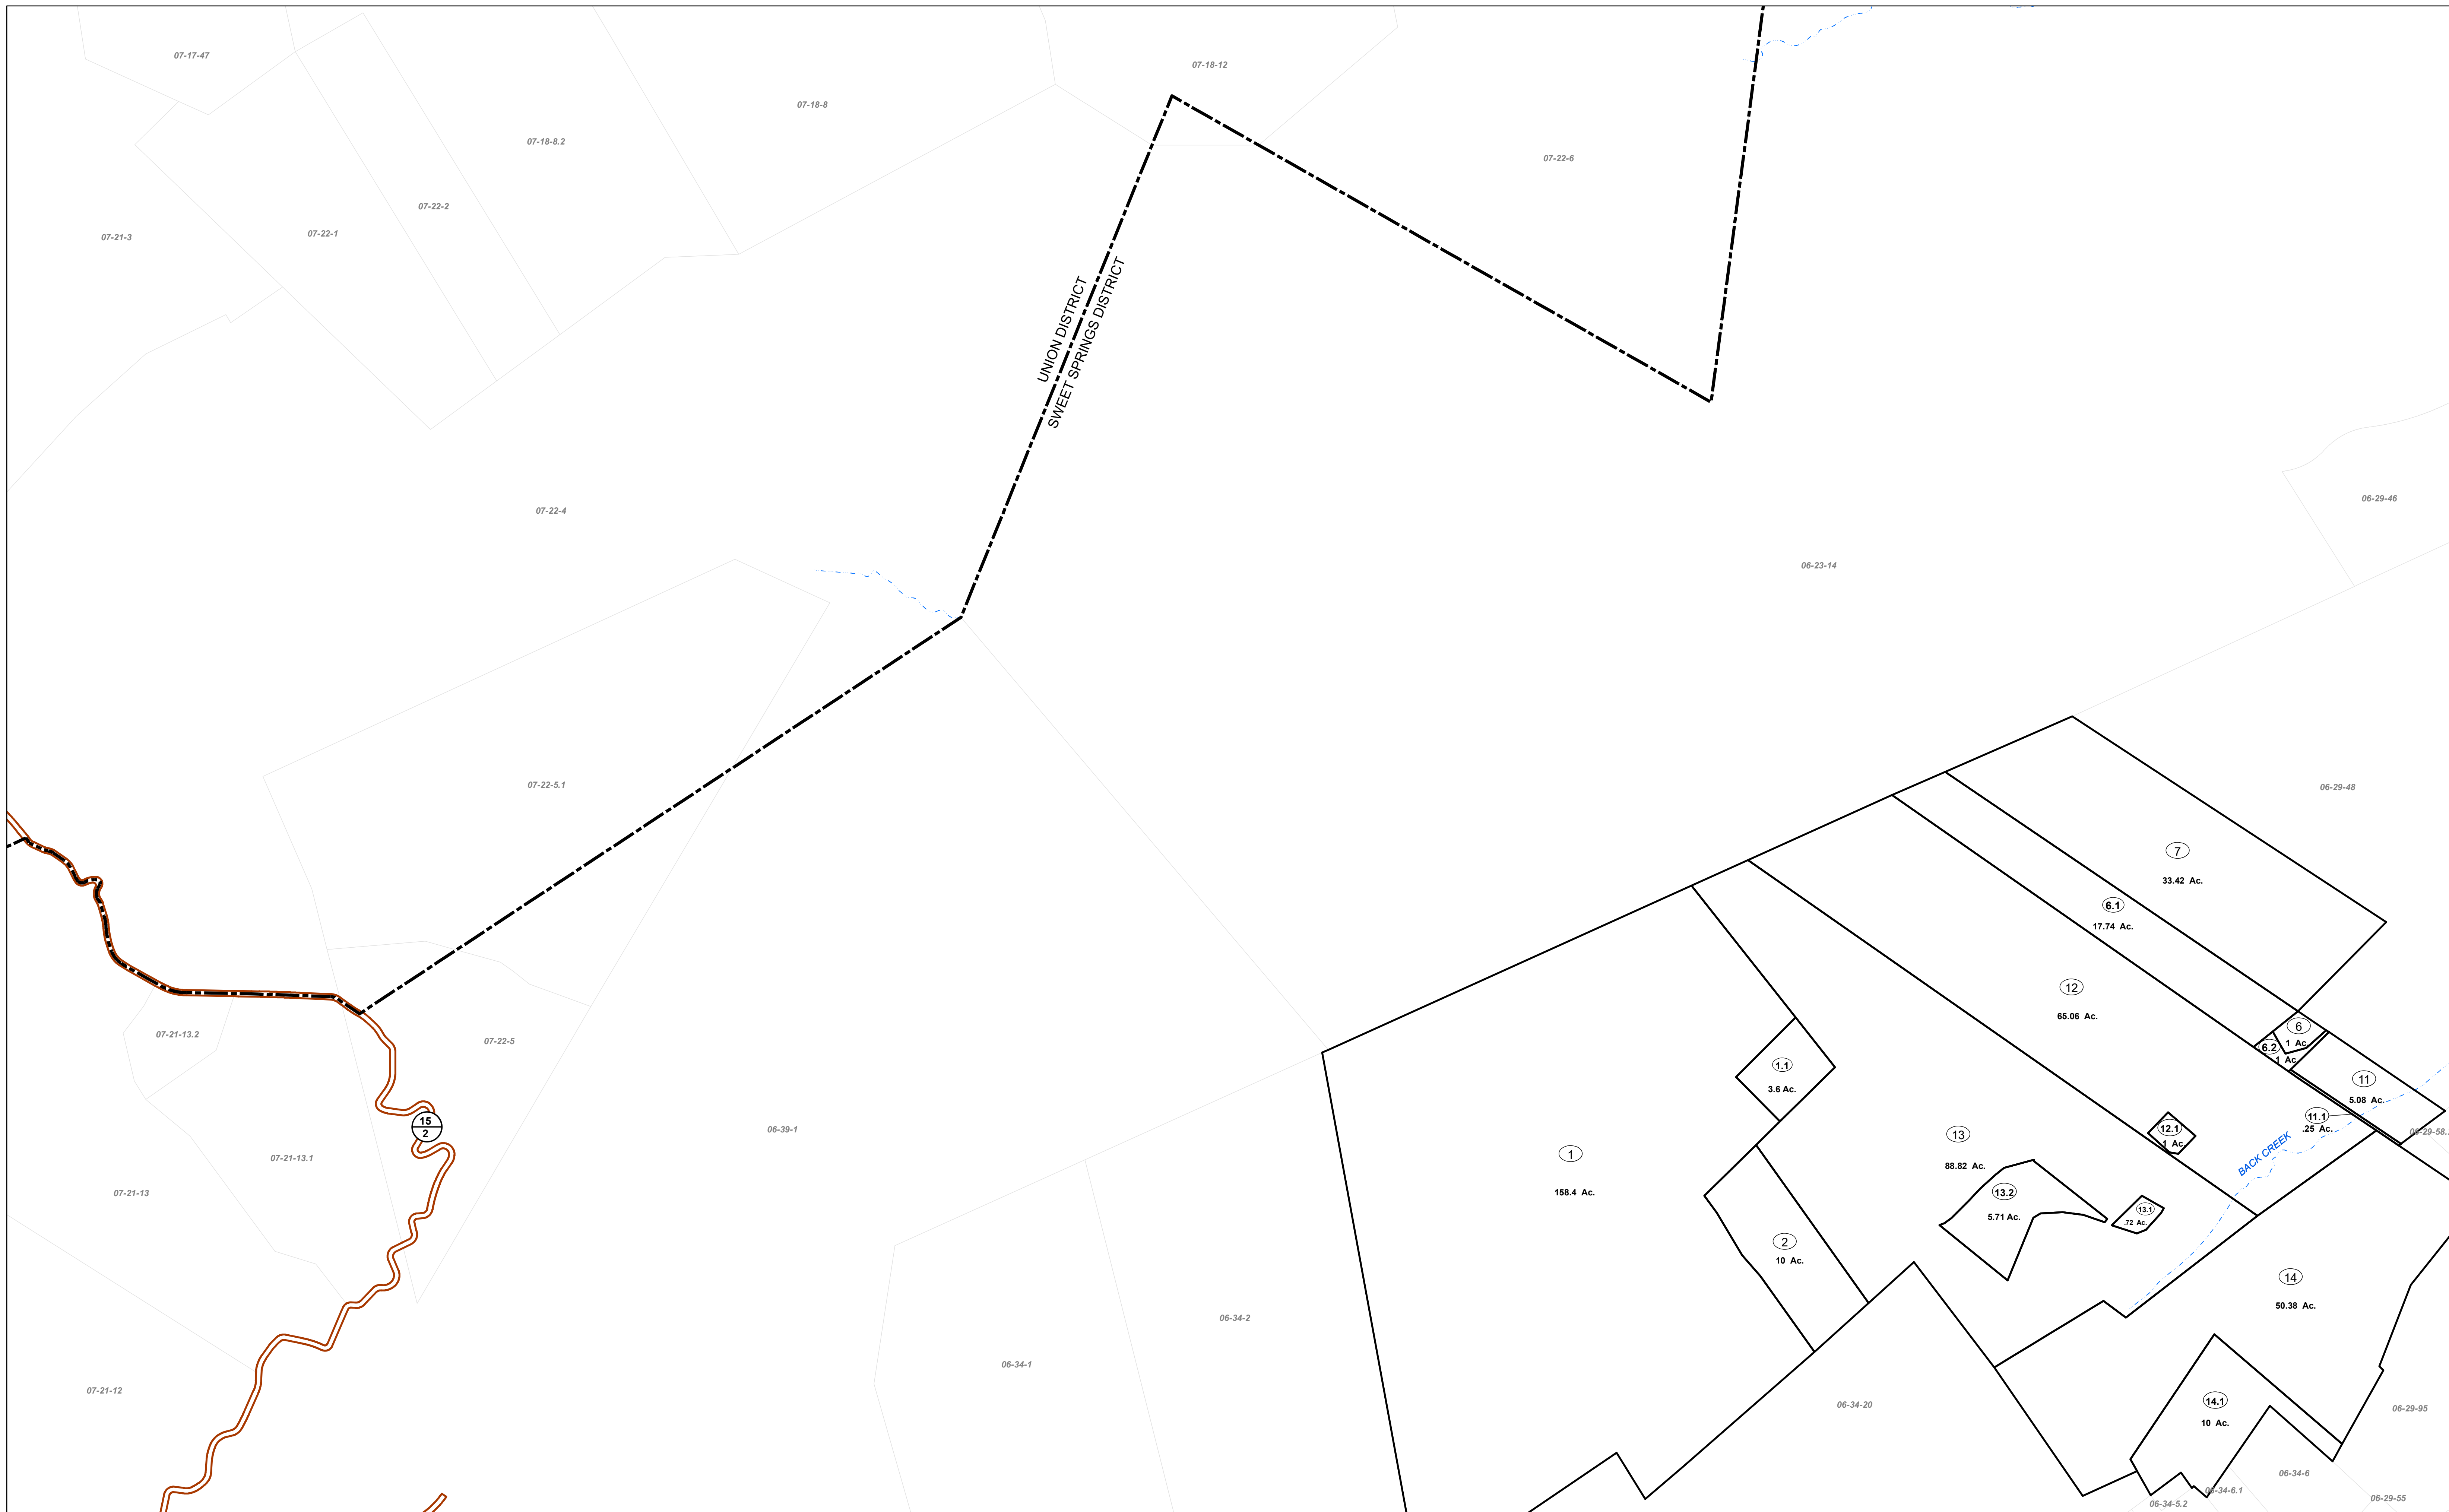 07-17-47
07-18-12
07-18-8
07-18-8.2
07-22-6
07-22-2
07-22-1
07-21-3
UNION DISTRICT
SWEET SPRINGS DISTRICT
06-29-46
07-22-4
06-23-14
07-22-5.1
06-29-48
7
33.42 Ac.
6.1
17.74 Ac.
12
65.06 Ac.
07-21-13.2
07-22-5
6
1 Ac.
6.2
1 Ac.
1.1
3.6 Ac.
11
5.08 Ac.
11.1
.25 Ac.
15
2
06-39-1
12.1
1 Ac.
13
88.82 Ac.
BACK CREEK
07-21-13.1
1
158.4 Ac.
07-21-13
13.2
5.71 Ac.
13.1
.72 Ac.
2
10 Ac.
14
50.38 Ac.
06-34-2
06-34-1
07-21-12
14.1
10 Ac.
06-34-20
06-29-95
06-34-6
06-34-6.1
06-29-55
06-34-5.2